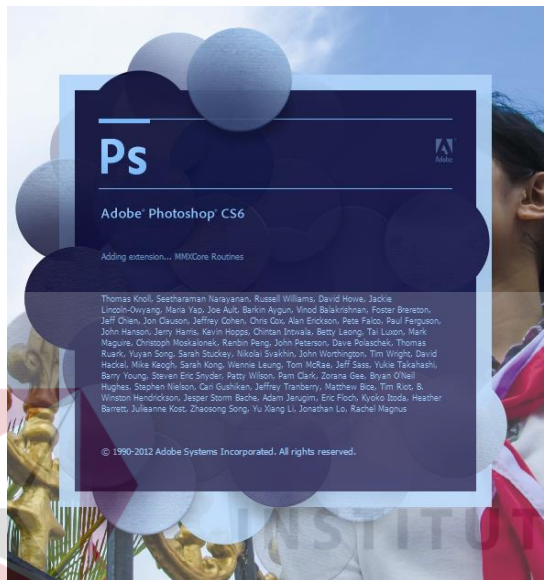 Ps
Adobe
Adobe® Photoshop® CS6
Adding extension... MMXCore Routines
Thomas Knoll, Seetharaman Narayanan, Russell Williams, David Howe, Jackie
Lincoln-Owyang, Maria Yap, Joe Ault, Barkin Aygun, Vinod Balakrishnan, Foster Brereton,
Jeff Chien, Jon Clauson, Jeffrey Cohen, Chris Cox, Alan Erickson, Pete Falco, Paul Ferguson,
John Hanson, Jerry Harris, Kevin Hopps, Chintan Intwala, Betty Leong, Tai Luxon, Mark
Maguire, Christoph Moskalonek, Renbin Peng, John Peterson, Dave Polaschek, Thomas
Ruark, Yuyan Song, Sarah Stuckey, Nikolai Svakhin, John Worthington, Tim Wright, David
Hackel, Mike Keogh, Sarah Kong, Wennie Leung, Tom McRae, Jeff Sass, Yukie Takahashi,
Barry Young, Steven Eric Snyder, Patty Wilson, Pam Clark, Zorana Gee, Bryan O'Neil
Hughes, Stephen Nielson, Cari Gushiken, Jeffrey Tranberry, Matthew Bice, Tim Riot, B.
Winston Hendrickson, Jesper Storm Bache, Adam Jerugim, Eric Floch, Kyoko Itoda, Heather
Barrett, Julieanne Kost, Zhaosong Song, Yu Xiang Li, Jonathan Lo, Rachel Magnus
© 1990-2012 Adobe Systems Incorporated. All rights reserved.
INSTITUT